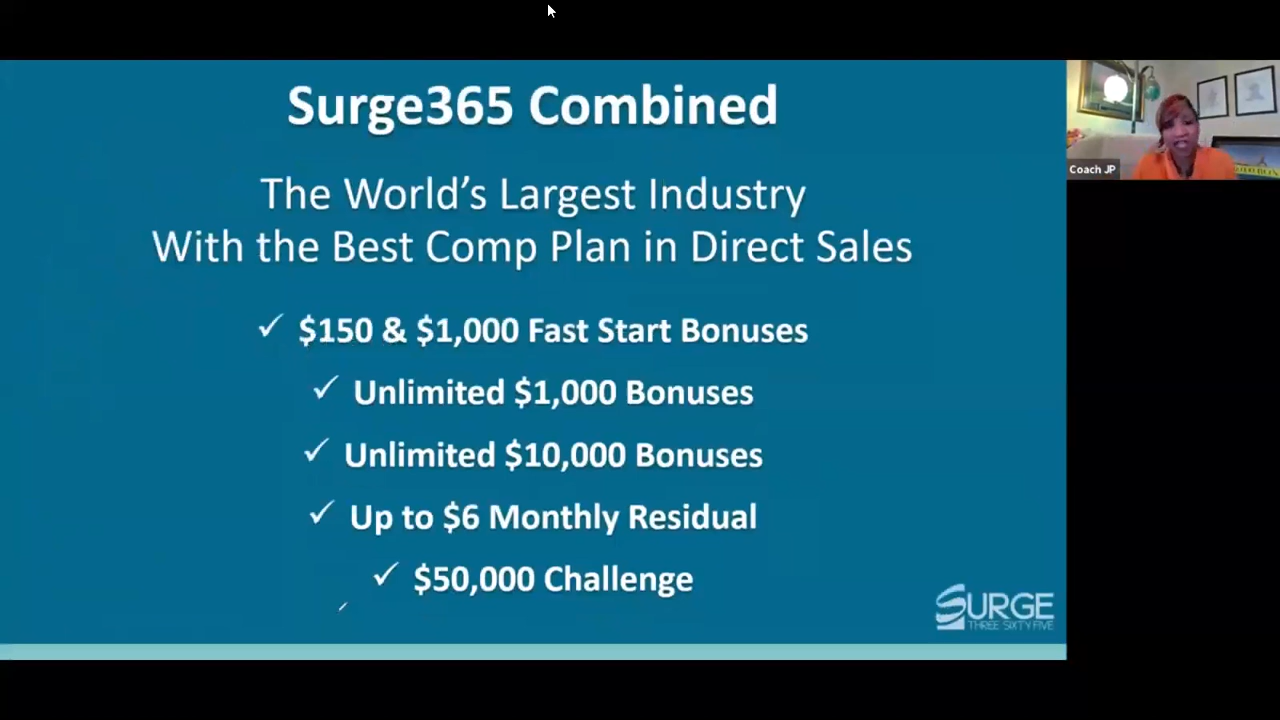 Surge365 Combined
The World's Largest Industry
With the Best Comp Plan in Direct Sales
✓ $150 & $1,000 Fast Start Bonuses
✓ Unlimited $1,000 Bonuses
✓ Unlimited $10,000 Bonuses
✓ Up to $6 Monthly Residual
✓ $50,000 Challenge
SURGE
THREE SIXTY FIVE
Coach JP